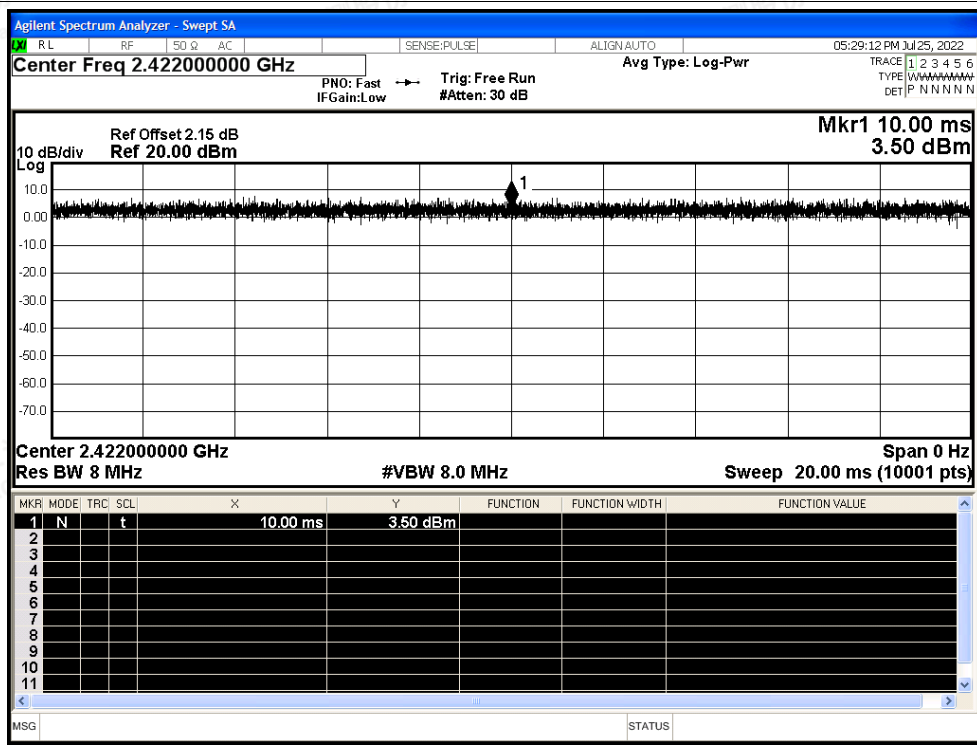 Agilent Spectrum Analyzer - Swept SA
LXI RL RF 50 Ω AC SENSE:PULSE ALIGN AUTO 05:29:12 PM Jul 25, 2022
Center Freq 2.422000000 GHz Avg Type: Log-Pwr TRACE 1 2 3 4 5 6
PNO: Fast Trig: Free Run TYPE WWWWWW
IFGain:Low #Atten: 30 dB DET P N N N N N
Mkr1 10.00 ms
Ref Offset 2.15 dB
10 dB/div Ref 20.00 dBm 3.50 dBm
Log
10.0
1
0.00
-10.0
-20.0
-30.0
-40.0
-50.0
-60.0
-70.0
Center 2.422000000 GHz Span 0 Hz
Res BW 8 MHz #VBW 8.0 MHz Sweep 20.00 ms (10001 pts)
MKR MODE TRC SCL X Y FUNCTION FUNCTION WIDTH FUNCTION VALUE
1 N t 10.00 ms 3.50 dBm
2
3
4
5
6
7
8
9
10
11
MSG STATUS